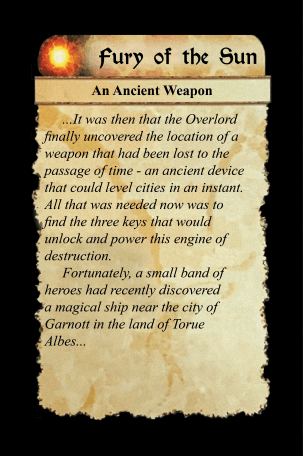 Fury of the Sun
An Ancient Weapon
...It was then that the Overlord
finally uncovered the location of a
weapon that had been lost to the
passage of time - an ancient device
that could level cities in an instant.
All that was needed now was to
find the three keys that would
unlock and power this engine of
destruction.
Fortunately, a small band of
heroes had recently discovered
a magical ship near the city of
Garnott in the land of Torue
Albes...